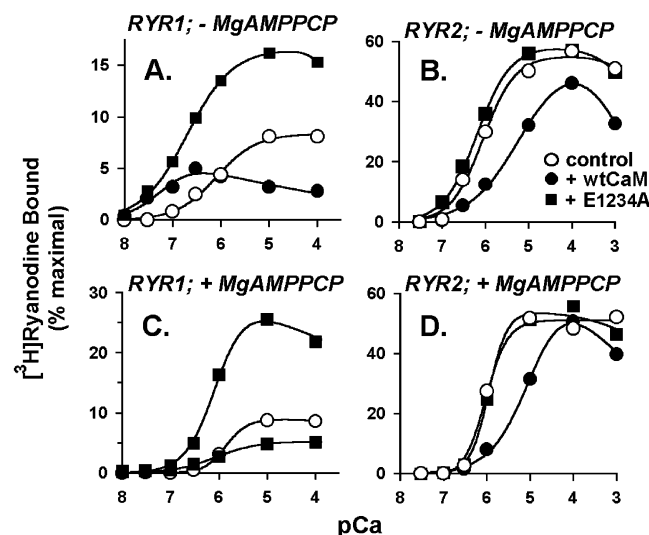 RYR1; - MgAMPPCP
RYR2; - MgAMPPCP
A.
B.
15
10
5
0
8 7 6 5 4
60
40
20
0
8 7 6 5 4 3
control
+ wtCaM
+ E1234A
[³H]Ryanodine Bound
(% maximal)
RYR1; + MgAMPPCP
RYR2; + MgAMPPCP
C.
D.
30
20
10
0
8 7 6 5 4
60
40
20
0
8 7 6 5 4 3
pCa